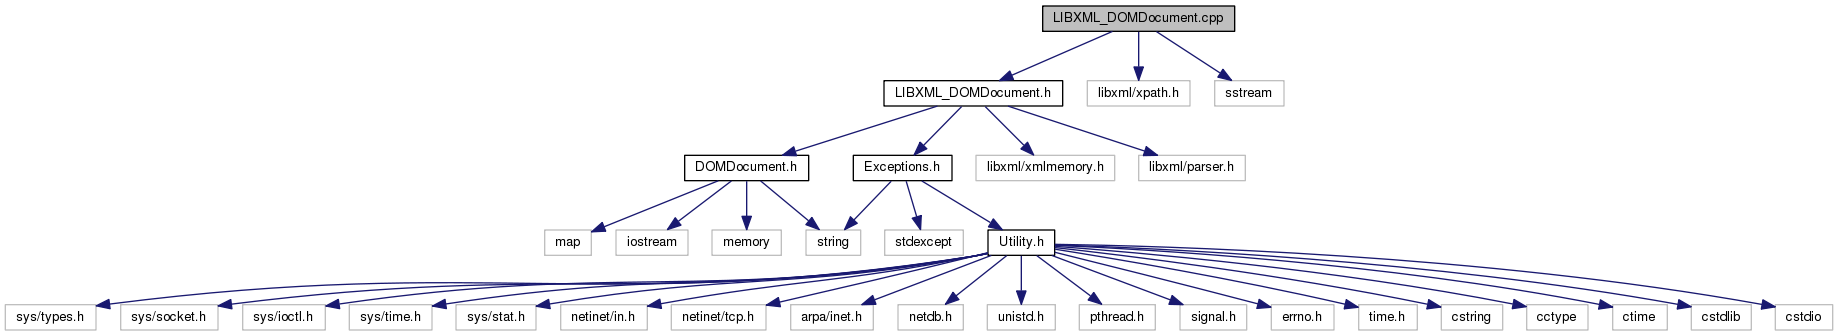 LIBXML_DOMDocument.cpp
LIBXML_DOMDocument.h
libxml/xpath.h
sstream
DOMDocument.h
Exceptions.h
libxml/xmlmemory.h
libxml/parser.h
map
iostream
memory
string
stdexcept
Utility.h
sys/types.h
sys/socket.h
sys/ioctl.h
sys/time.h
sys/stat.h
netinet/in.h
netinet/tcp.h
arpa/inet.h
netdb.h
unistd.h
pthread.h
signal.h
errno.h
time.h
cstring
cctype
ctime
cstdlib
cstdio